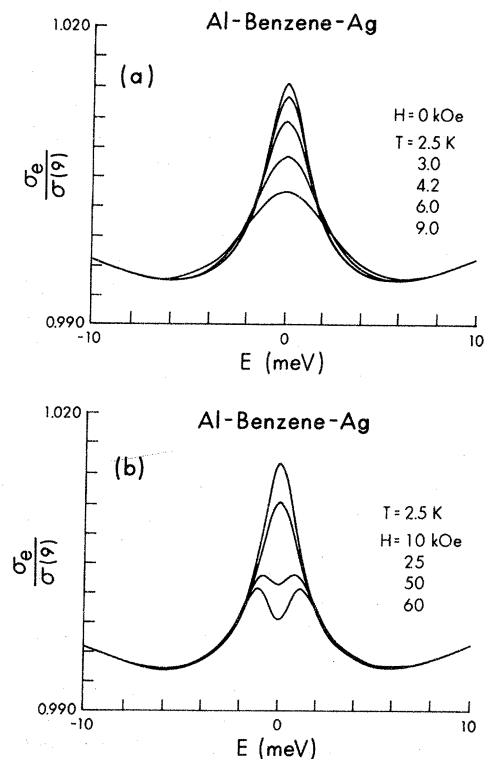 Al-Benzene-Ag
1.020
(a)
H = 0 kOe
T = 2.5 K
3.0
4.2
6.0
9.0
σe
σ(9)
0.990
-10
0
10
E (meV)
1.020
Al-Benzene-Ag
(b)
T = 2.5 K
H = 10 kOe
25
50
60
σe
σ(9)
0.990
-10
0
10
E (meV)